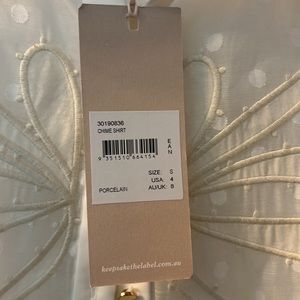 30190836
CHIME SHIRT
EAN
9 351510 664154
SIZE: S
USA: 4
PORCELAIN AU/UK: 8
keepsakethelabel.com.au